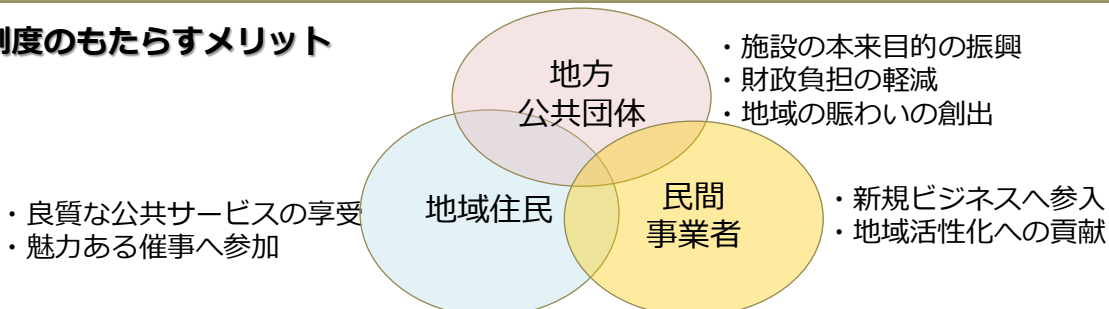 制度のもたらすメリット
地方
公共団体
・施設の本来目的の振興
・財政負担の軽減
・地域の賑わいの創出
地域住民
・良質な公共サービスの享受
・魅力ある催事へ参加
民間
事業者
・新規ビジネスへ参入
・地域活性化への貢献